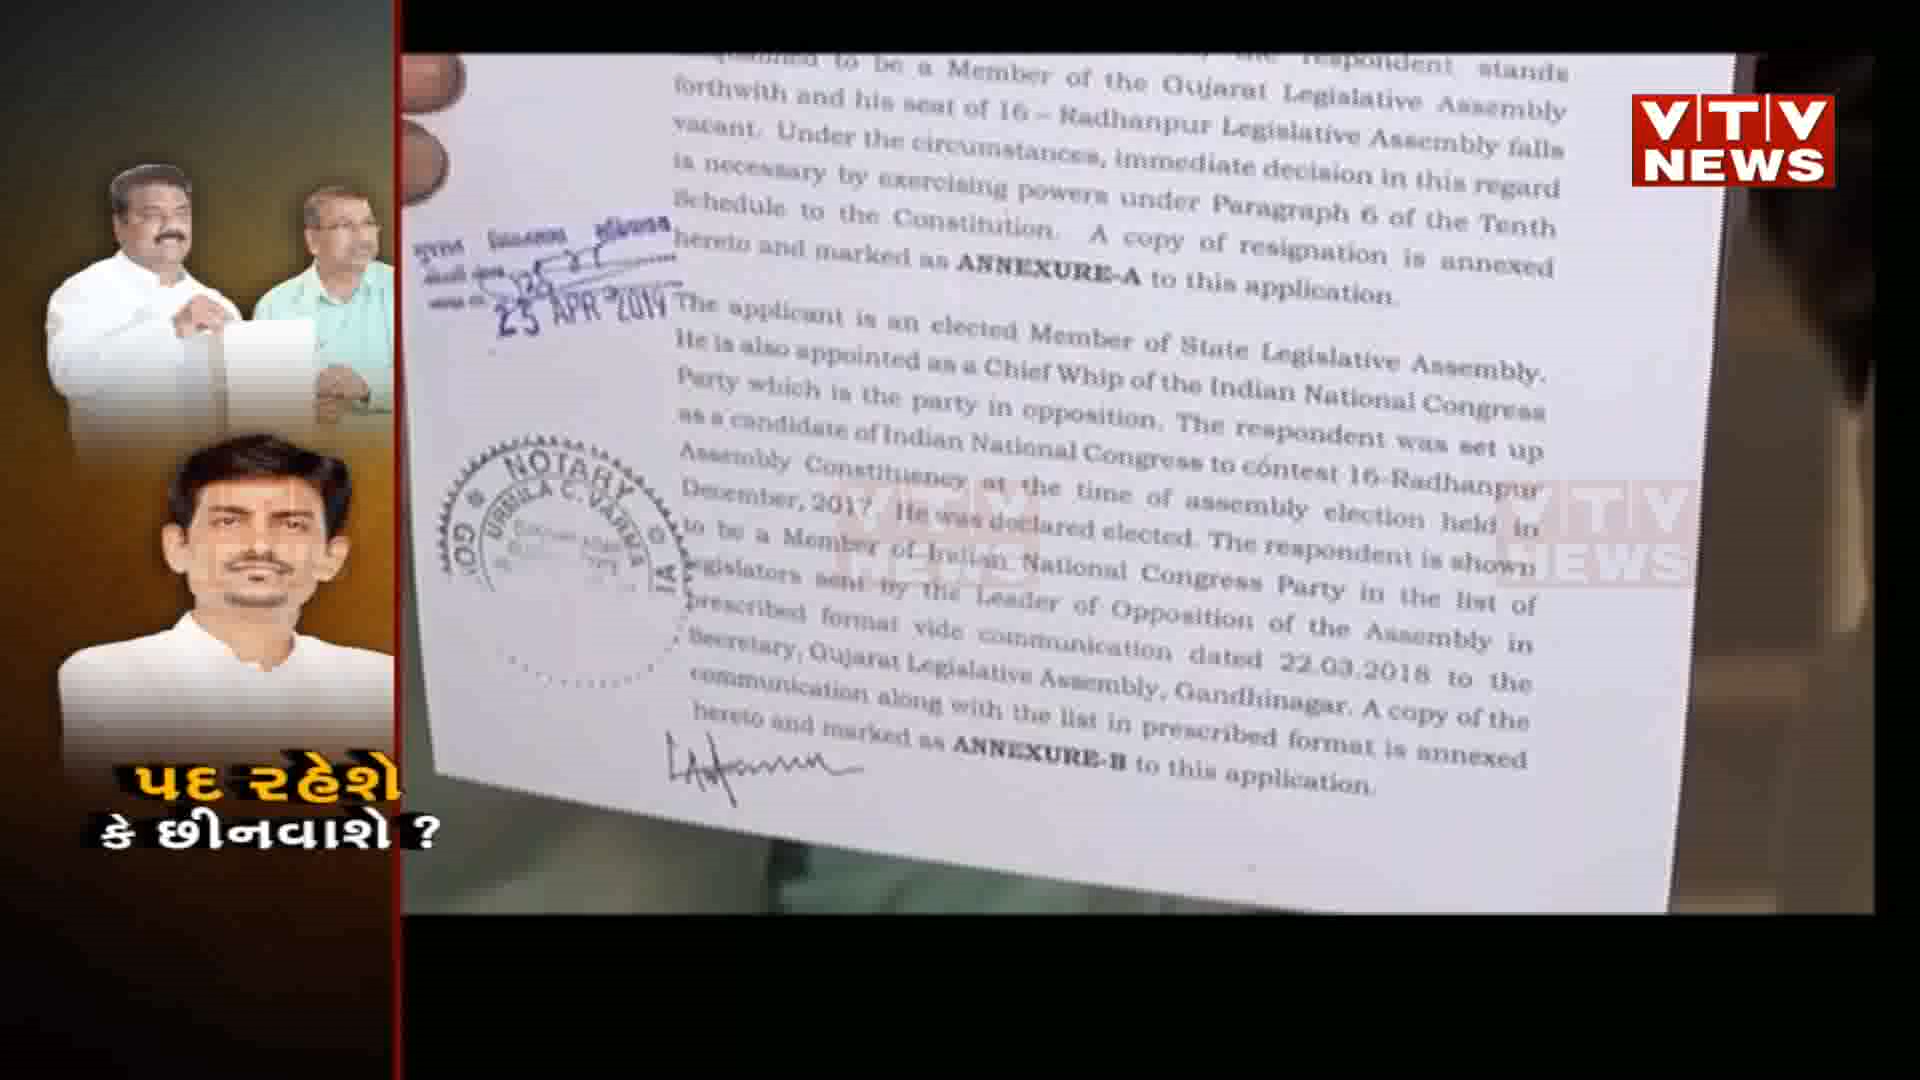 VTV
NEWS
to be a Member of the Gujarat Legislative Assembly
respondent stands
forthwith and his seat of 16 – Radhanpur Legislative Assembly falls
vacant. Under the circumstances, immediate decision in this regard
is necessary by exercising powers under Paragraph 6 of the Tenth
Schedule to the Constitution. A copy of resignation is annexed
hereto and marked as ANNEXURE-A to this application.
23 APR 2019
The applicant is an elected Member of State Legislative Assembly.
He is also appointed as a Chief Whip of the Indian National Congress
Party which is the party in opposition. The respondent was set up
as a candidate of Indian National Congress to contest 16-Radhanpur
Assembly Constituency at the time of assembly election held in
December, 2017. He was declared elected. The respondent is shown
to be a Member of Indian National Congress Party in the list of
legislators sent by the Leader of Opposition of the Assembly in
prescribed format vide communication dated 22.03.2018 to the
Secretary, Gujarat Legislative Assembly, Gandhinagar. A copy of the
communication along with the list in prescribed format is annexed
hereto and marked as ANNEXURE-B to this application.
NOTARY
URMILA C. VARMA
VTV
NEWS
VTV
NEWS
પદ રહેશે
કે છીનવાશે ?